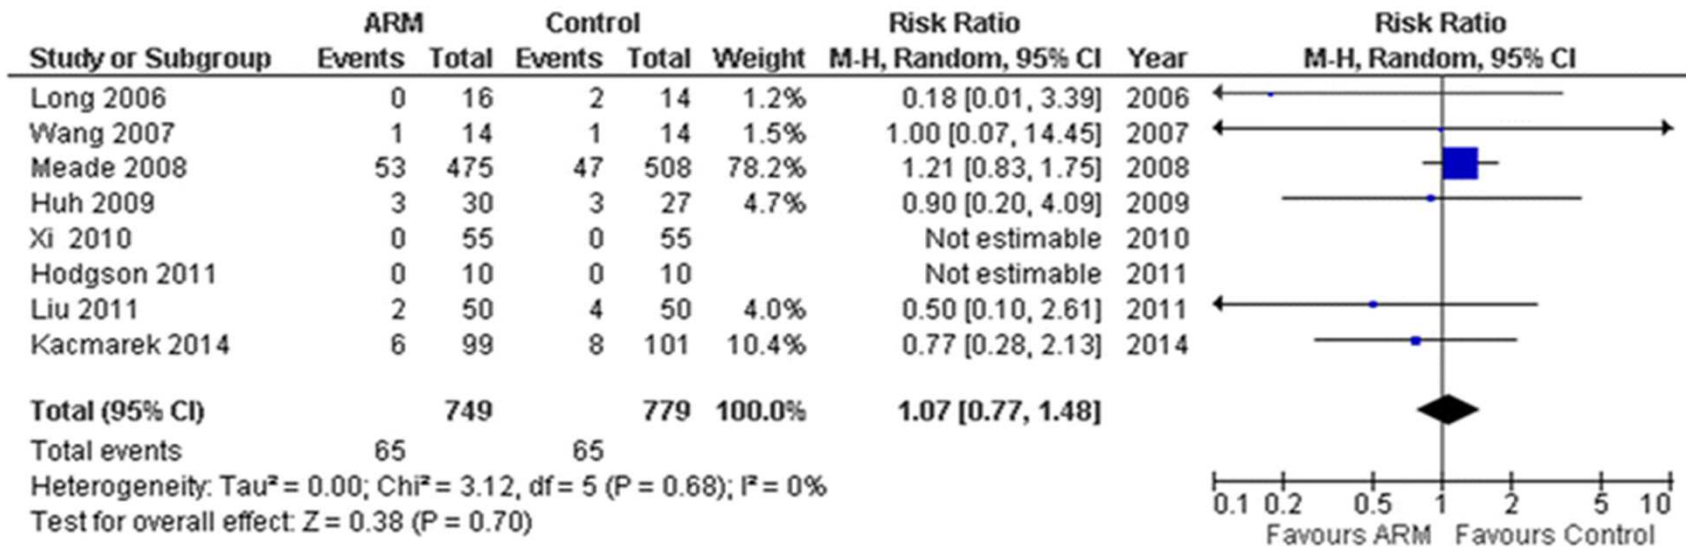 ARM Control Risk Ratio Risk Ratio
Study or Subgroup Events Total Events Total Weight M-H, Random, 95% CI Year M-H, Random, 95% CI
Long 2006 0 16 2 14 1.2% 0.18 [0.01, 3.39] 2006
Wang 2007 1 14 1 14 1.5% 1.00 [0.07, 14.45] 2007
Meade 2008 53 475 47 508 78.2% 1.21 [0.83, 1.75] 2008
Huh 2009 3 30 3 27 4.7% 0.90 [0.20, 4.09] 2009
Xi 2010 0 55 0 55 Not estimable 2010
Hodgson 2011 0 10 0 10 Not estimable 2011
Liu 2011 2 50 4 50 4.0% 0.50 [0.10, 2.61] 2011
Kacmarek 2014 6 99 8 101 10.4% 0.77 [0.28, 2.13] 2014
Total (95% CI) 749 779 100.0% 1.07 [0.77, 1.48]
Total events 65 65
Heterogeneity: Tau² = 0.00; Chi² = 3.12, df = 5 (P = 0.68); I² = 0%
Test for overall effect: Z = 0.38 (P = 0.70)
0.1 0.2 0.5 1 2 5 10
Favours ARM Favours Control